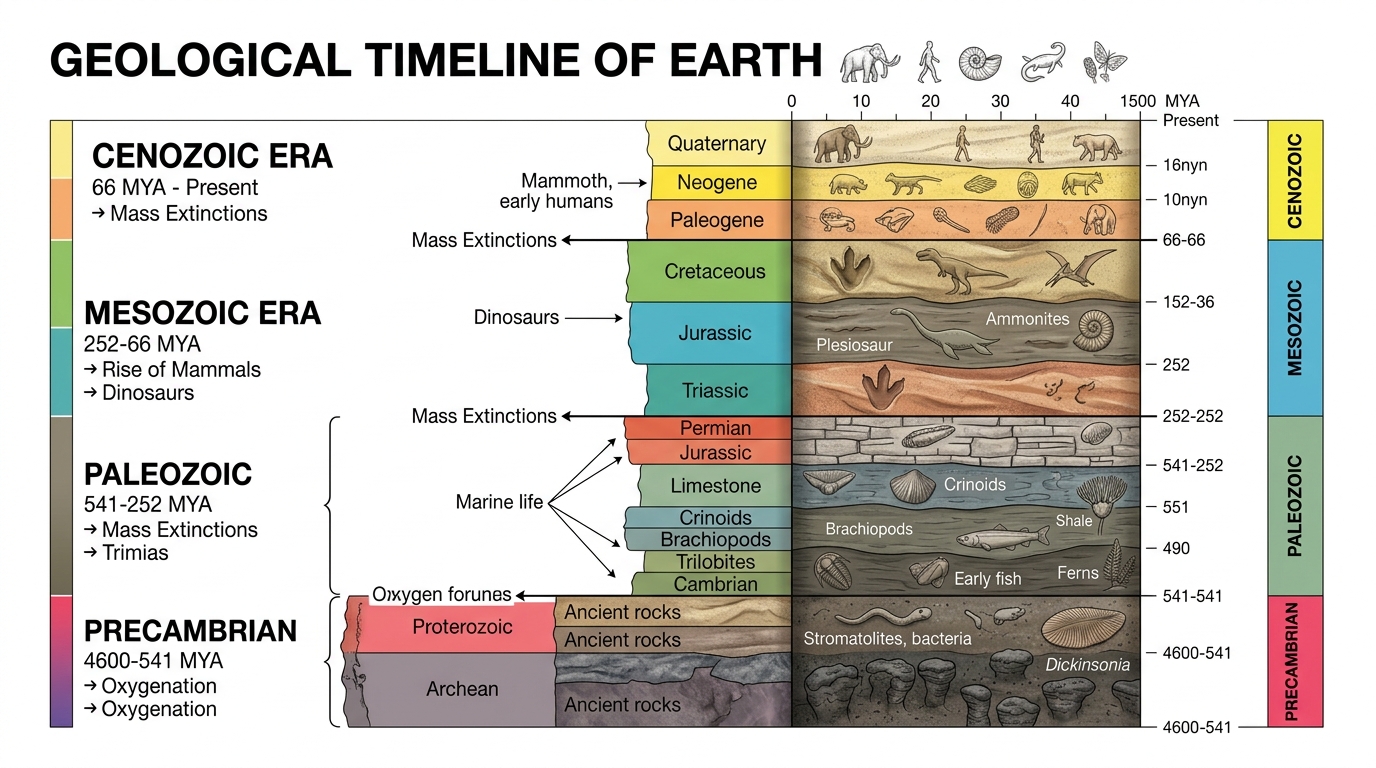 GEOLOGICAL TIMELINE OF EARTH
0 10 20 30 40 1500 MYA
Present
CENOZOIC ERA
66 MYA - Present
→ Mass Extinctions
MESOZOIC ERA
252-66 MYA
→ Rise of Mammals
→ Dinosaurs
PALEOZOIC
541-252 MYA
→ Mass Extinctions
→ Trimias
PRECAMBRIAN
4600-541 MYA
→ Oxygenation
→ Oxygenation
Mammoth,
early humans
Mass Extinctions
Dinosaurs
Mass Extinctions
Marine life
Oxygen forunes
Quaternary
Neogene
Paleogene
Cretaceous
Jurassic
Triassic
Permian
Jurassic
Limestone
Crinoids
Brachiopods
Trilobites
Cambrian
Proterozoic
Archean
Ancient rocks
Ancient rocks
Ancient rocks
Ammonites
Plesiosaur
Crinoids
Shale
Brachiopods
Early fish
Ferns
Stromatolites, bacteria
Dickinsonia
16nyn
10nyn
66-66
152-36
252
252-252
541-252
551
490
541-541
4600-541
4600-541
CENOZOIC
MESOZOIC
PALEOZOIC
PRECAMBRIAN